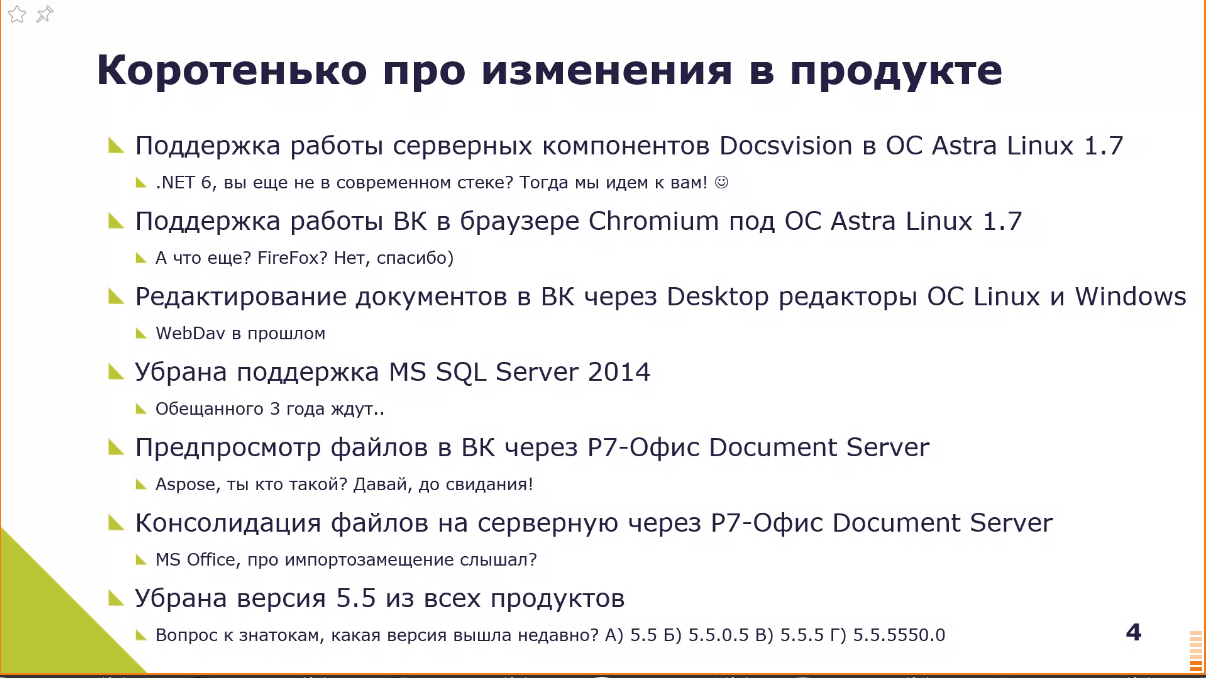 Коротенько про изменения в продукте
Поддержка работы серверных компонентов Docsvision в ОС Astra Linux 1.7
.NET 6, вы еще не в современном стеке? Тогда мы идем к вам! ☺
Поддержка работы ВК в браузере Chromium под ОС Astra Linux 1.7
А что еще? FireFox? Нет, спасибо)
Редактирование документов в ВК через Desktop редакторы ОС Linux и Windows
WebDav в прошлом
Убрана поддержка MS SQL Server 2014
Обещанного 3 года ждут..
Предпросмотр файлов в ВК через Р7-Офис Document Server
Aspose, ты кто такой? Давай, до свидания!
Консолидация файлов на серверную через Р7-Офис Document Server
MS Office, про импортозамещение слышал?
Убрана версия 5.5 из всех продуктов
Вопрос к знатокам, какая версия вышла недавно? А) 5.5 Б) 5.5.0.5 В) 5.5.5 Г) 5.5.5550.0
4